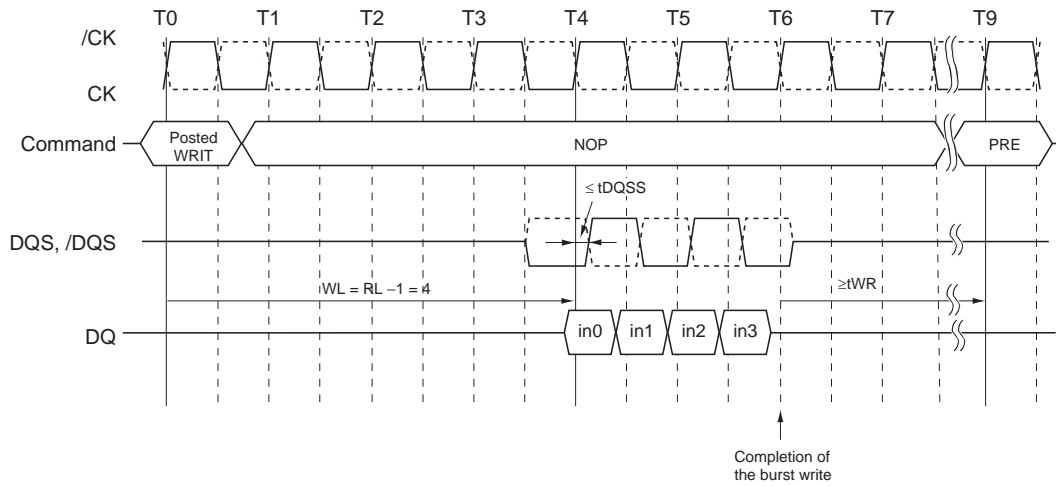 T0 T1 T2 T3 T4 T5 T6 T7 T9
/CK
CK
Command
Posted
WRIT
NOP
PRE
≤ tDQSS
DQS, /DQS
WL = RL −1 = 4
≥tWR
DQ
in0 in1 in2 in3
Completion of
the burst write